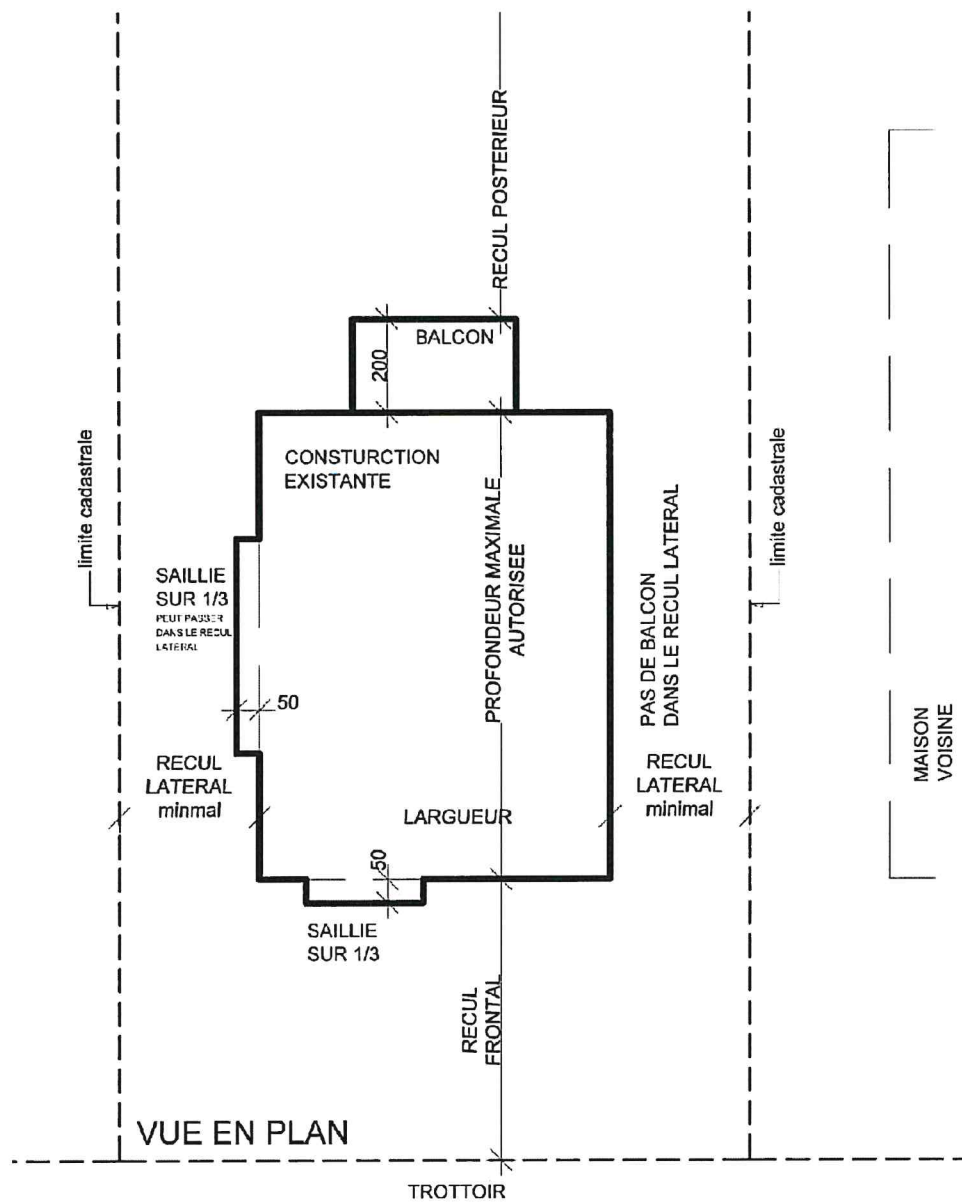 RECUL POSTERIEUR
BALCON
200
CONSTURCTION
EXISTANTE
limite cadastrale
limite cadastrale
PROFONDEUR MAXIMALE
AUTORISEE
SAILLIE
SUR 1/3
PEUT PASSER
DANS LE RECUL
LATERAL
PAS DE BALCON
DANS LE RECUL LATERAL
50
MAISON
VOISINE
RECUL
LATERAL
minmal
RECUL
LATERAL
minimal
LARGUEUR
50
SAILLIE
SUR 1/3
RECUL
FRONTAL
VUE EN PLAN
TROTTOIR